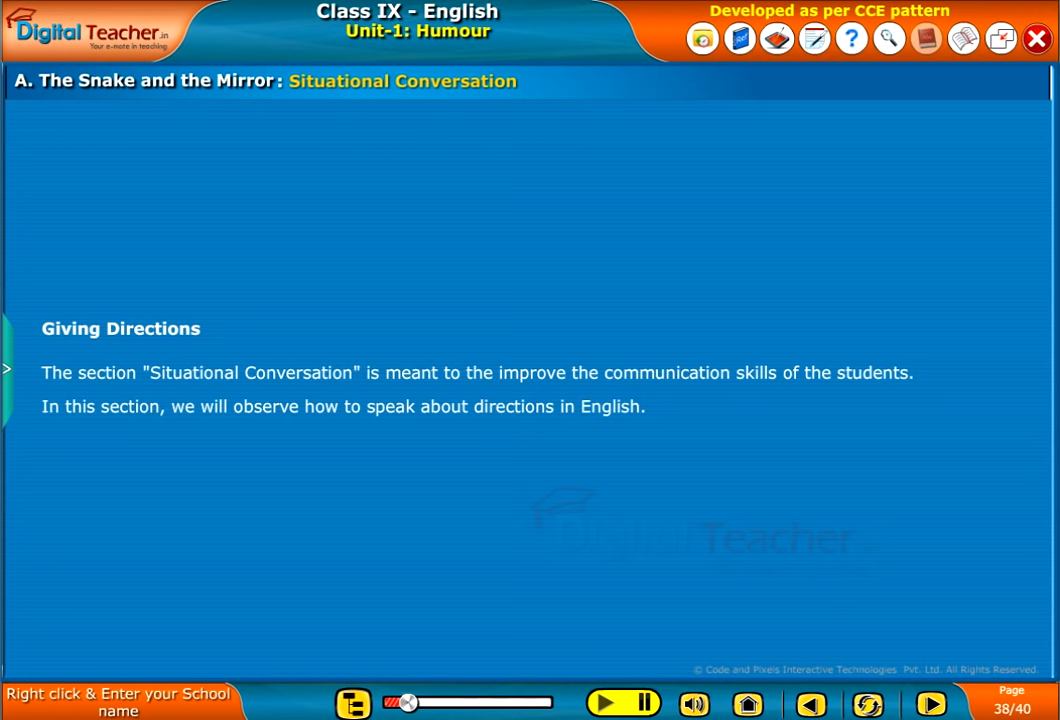 Digital Teacher.in
Your e-mate in teaching
Class IX - English
Unit-1: Humour
Developed as per CCE pattern
A. The Snake and the Mirror: Situational Conversation
Giving Directions
The section "Situational Conversation" is meant to the improve the communication skills of the students.
In this section, we will observe how to speak about directions in English.
Digital Teacher.in
© Code and Pixels Interactive Technologies Pvt. Ltd. All Rights Reserved.
Right click & Enter your School
name
Page
38/40